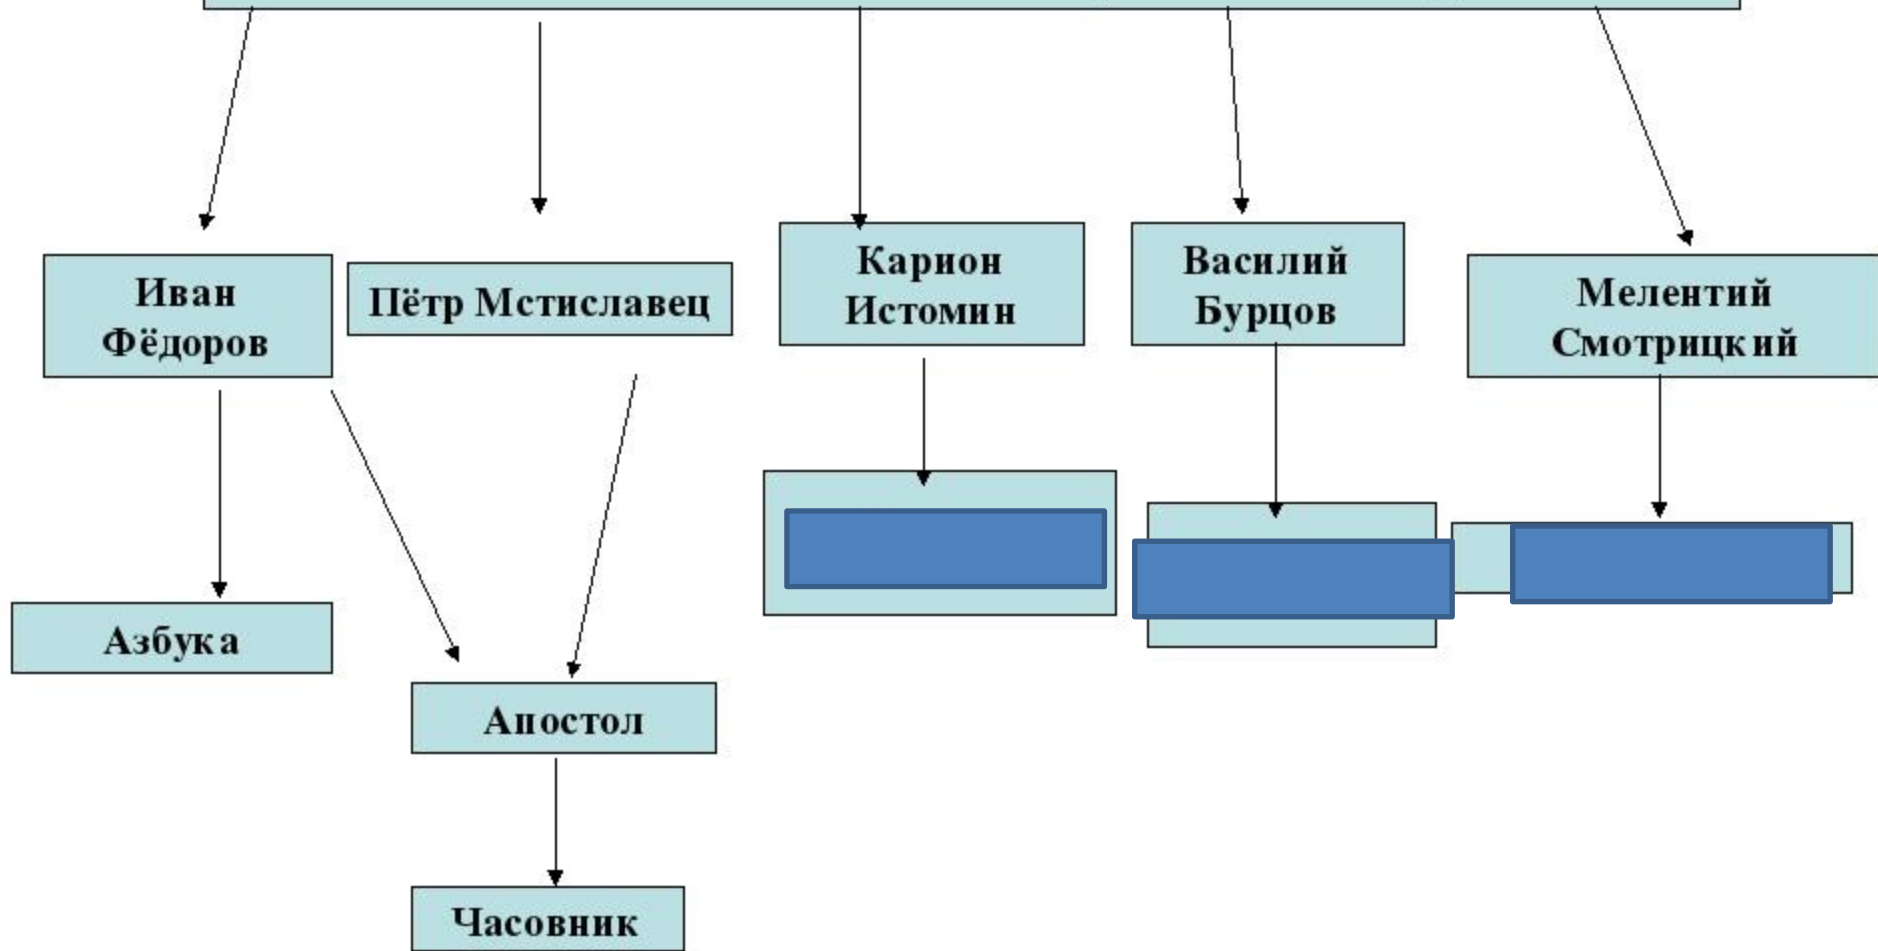 Иван
Фёдоров
Пётр Мстиславец
Карион
Истомин
Василий
Бурцов
Мелентий
Смотрицкий
Азбука
Апостол
Часовник